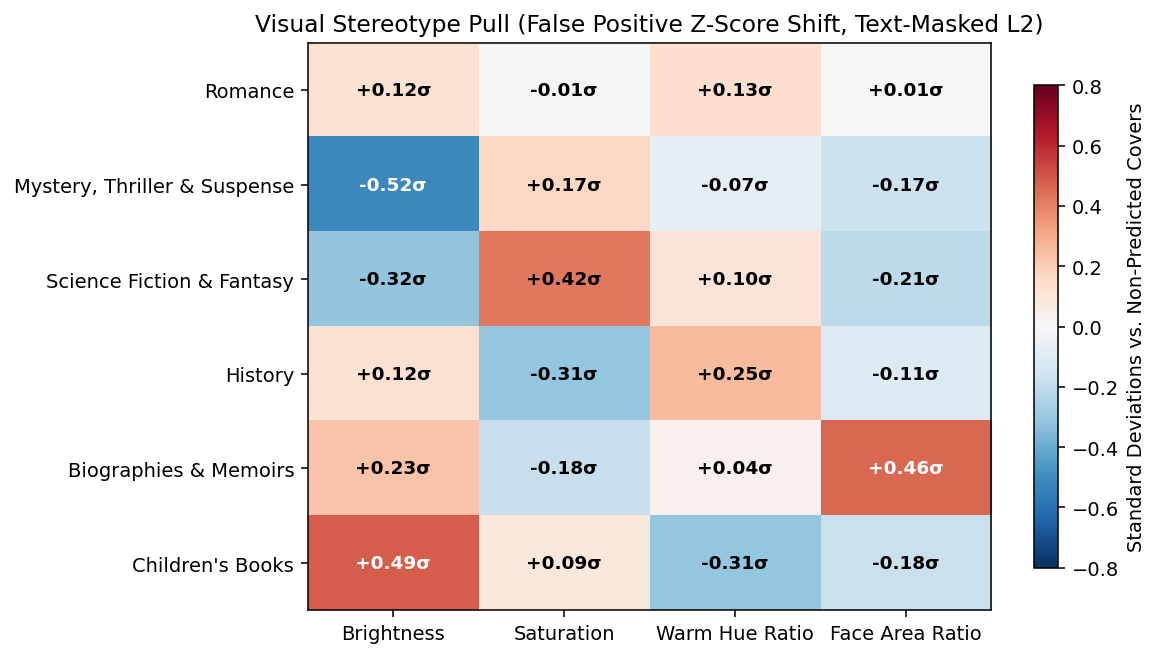 Visual Stereotype Pull (False Positive Z-Score Shift, Text-Masked L2)
Romance
+0.12σ
-0.01σ
+0.13σ
+0.01σ
Mystery, Thriller & Suspense
-0.52σ
+0.17σ
-0.07σ
-0.17σ
Science Fiction & Fantasy
-0.32σ
+0.42σ
+0.10σ
-0.21σ
History
+0.12σ
-0.31σ
+0.25σ
-0.11σ
Biographies & Memoirs
+0.23σ
-0.18σ
+0.04σ
+0.46σ
Children's Books
+0.49σ
+0.09σ
-0.31σ
-0.18σ
Brightness
Saturation
Warm Hue Ratio
Face Area Ratio
0.8
0.6
0.4
0.2
0.0
−0.2
−0.4
−0.6
−0.8
Standard Deviations vs. Non-Predicted Covers